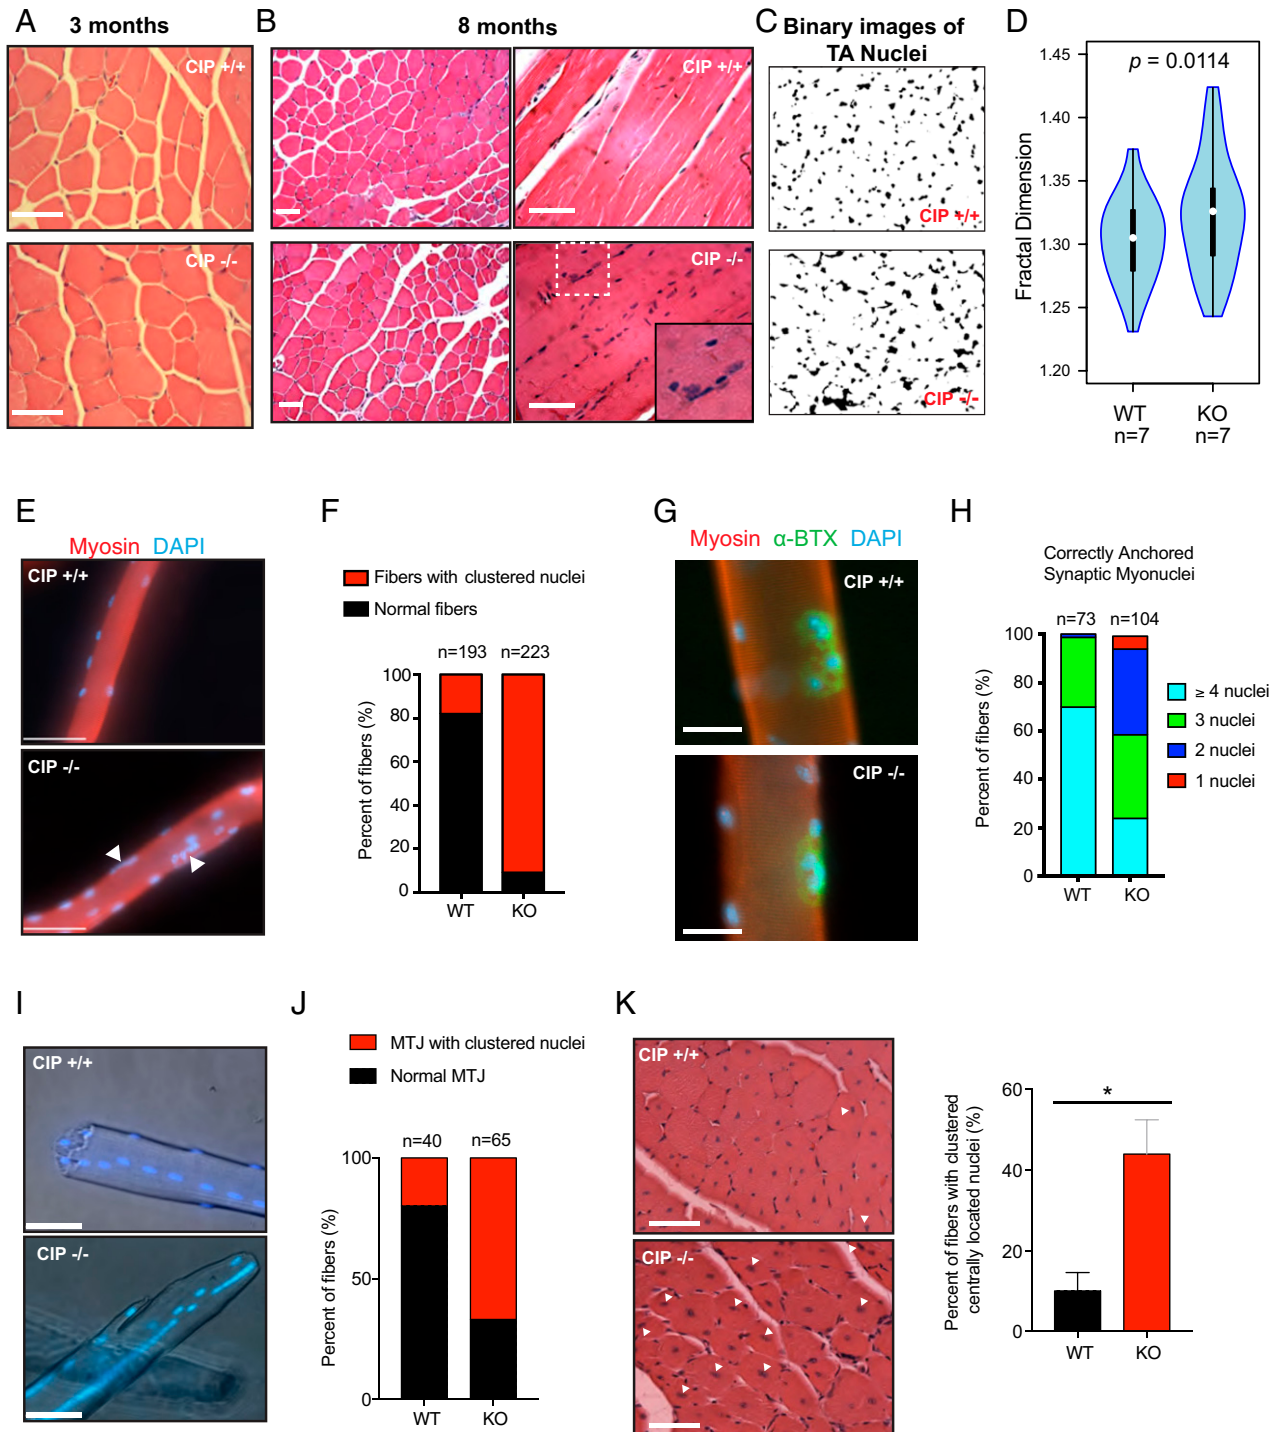 A
3 months
CIP +/+
CIP -/-
B
8 months
CIP +/+
CIP -/-
C
Binary images of
TA Nuclei
CIP +/+
CIP -/-
D
p = 0.0114
Fractal Dimension
1.45
1.40
1.35
1.30
1.25
1.20
WT
n=7
KO
n=7
E
Myosin DAPI
CIP +/+
CIP -/-
F
Fibers with clustered nuclei
Normal fibers
n=193 n=223
Percent of fibers (%)
100
80
60
40
20
0
WT
KO
G
Myosin α-BTX DAPI
CIP +/+
CIP -/-
H
Correctly Anchored
Synaptic Myonuclei
n=73 n=104
Percent of fibers (%)
100
80
60
40
20
0
WT
KO
≥ 4 nuclei
3 nuclei
2 nuclei
1 nuclei
I
CIP +/+
CIP -/-
J
MTJ with clustered nuclei
Normal MTJ
n=40 n=65
Percent of fibers (%)
100
50
0
WT
KO
K
CIP +/+
CIP -/-
Percent of fibers with clustered
centrally located nuclei (%)
60
40
20
0
*
WT
KO